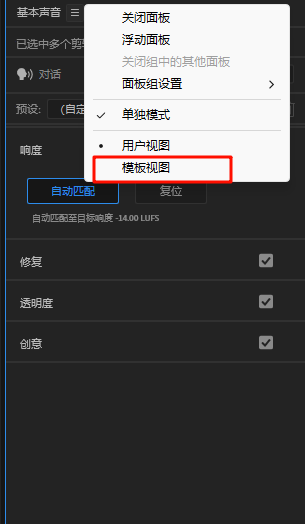 基本声音
关闭面板
浮动面板
关闭组中的其他面板
面板组设置
单独模式
用户视图
模板视图
已选中多个剪
对话
预设:
响度
自动匹配
复位
自动匹配至目标响度 -14.00 LUFS
修复
透明度
创意